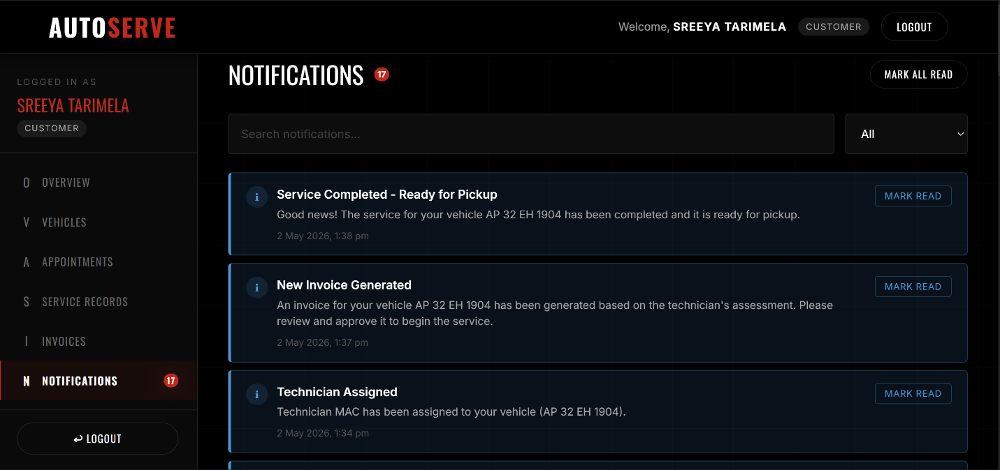 AUTOSERVE
Welcome, SREEYA TARIMELA CUSTOMER LOGOUT
LOGGED IN AS
SREEYA TARIMELA
CUSTOMER
O OVERVIEW
V VEHICLES
A APPOINTMENTS
S SERVICE RECORDS
I INVOICES
N NOTIFICATIONS 17
↩ LOGOUT
NOTIFICATIONS 17 MARK ALL READ
Search notifications... All
i Service Completed - Ready for Pickup MARK READ
Good news! The service for your vehicle AP 32 EH 1904 has been completed and it is ready for pickup.
2 May 2026, 1:38 pm
i New Invoice Generated MARK READ
An invoice for your vehicle AP 32 EH 1904 has been generated based on the technician's assessment. Please
review and approve it to begin the service.
2 May 2026, 1:37 pm
i Technician Assigned MARK READ
Technician MAC has been assigned to your vehicle (AP 32 EH 1904).
2 May 2026, 1:34 pm